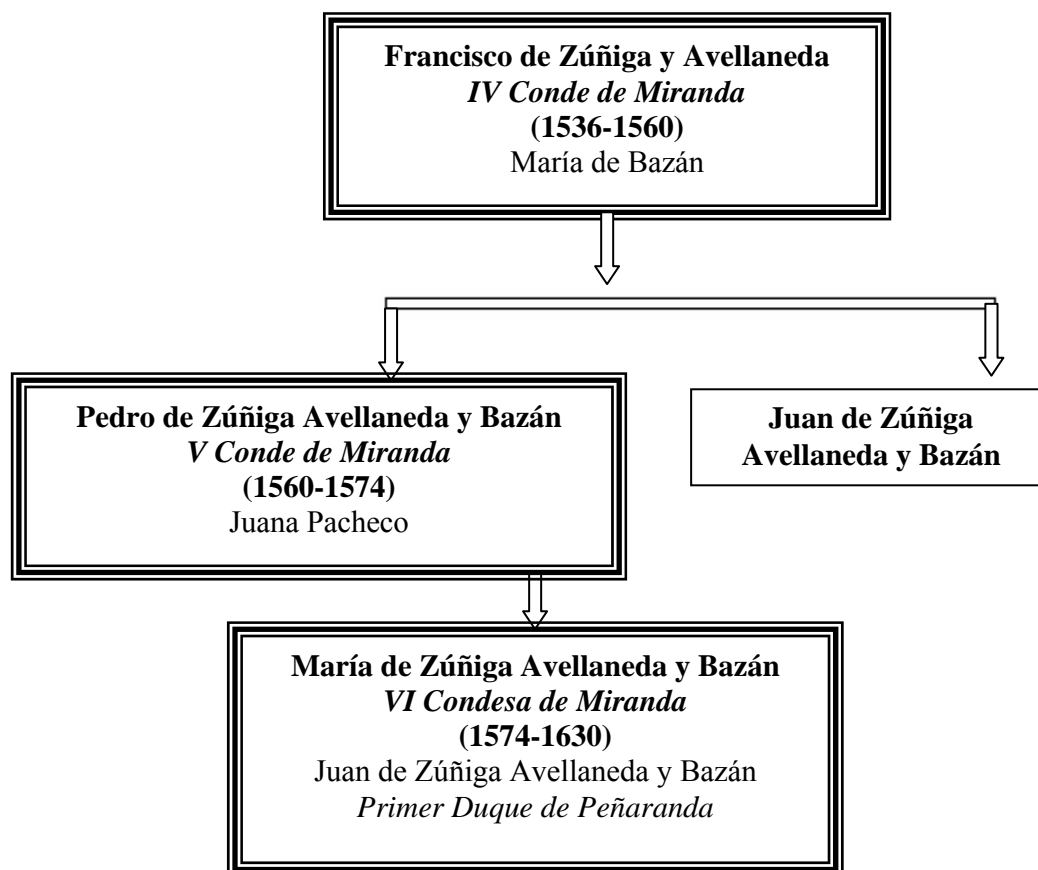 Francisco de Zúñiga y Avellaneda
IV Conde de Miranda
(1536-1560)
María de Bazán
Pedro de Zúñiga Avellaneda y Bazán
V Conde de Miranda
(1560-1574)
Juana Pacheco
Juan de Zúñiga
Avellaneda y Bazán
María de Zúñiga Avellaneda y Bazán
VI Condesa de Miranda
(1574-1630)
Juan de Zúñiga Avellaneda y Bazán
Primer Duque de Peñaranda